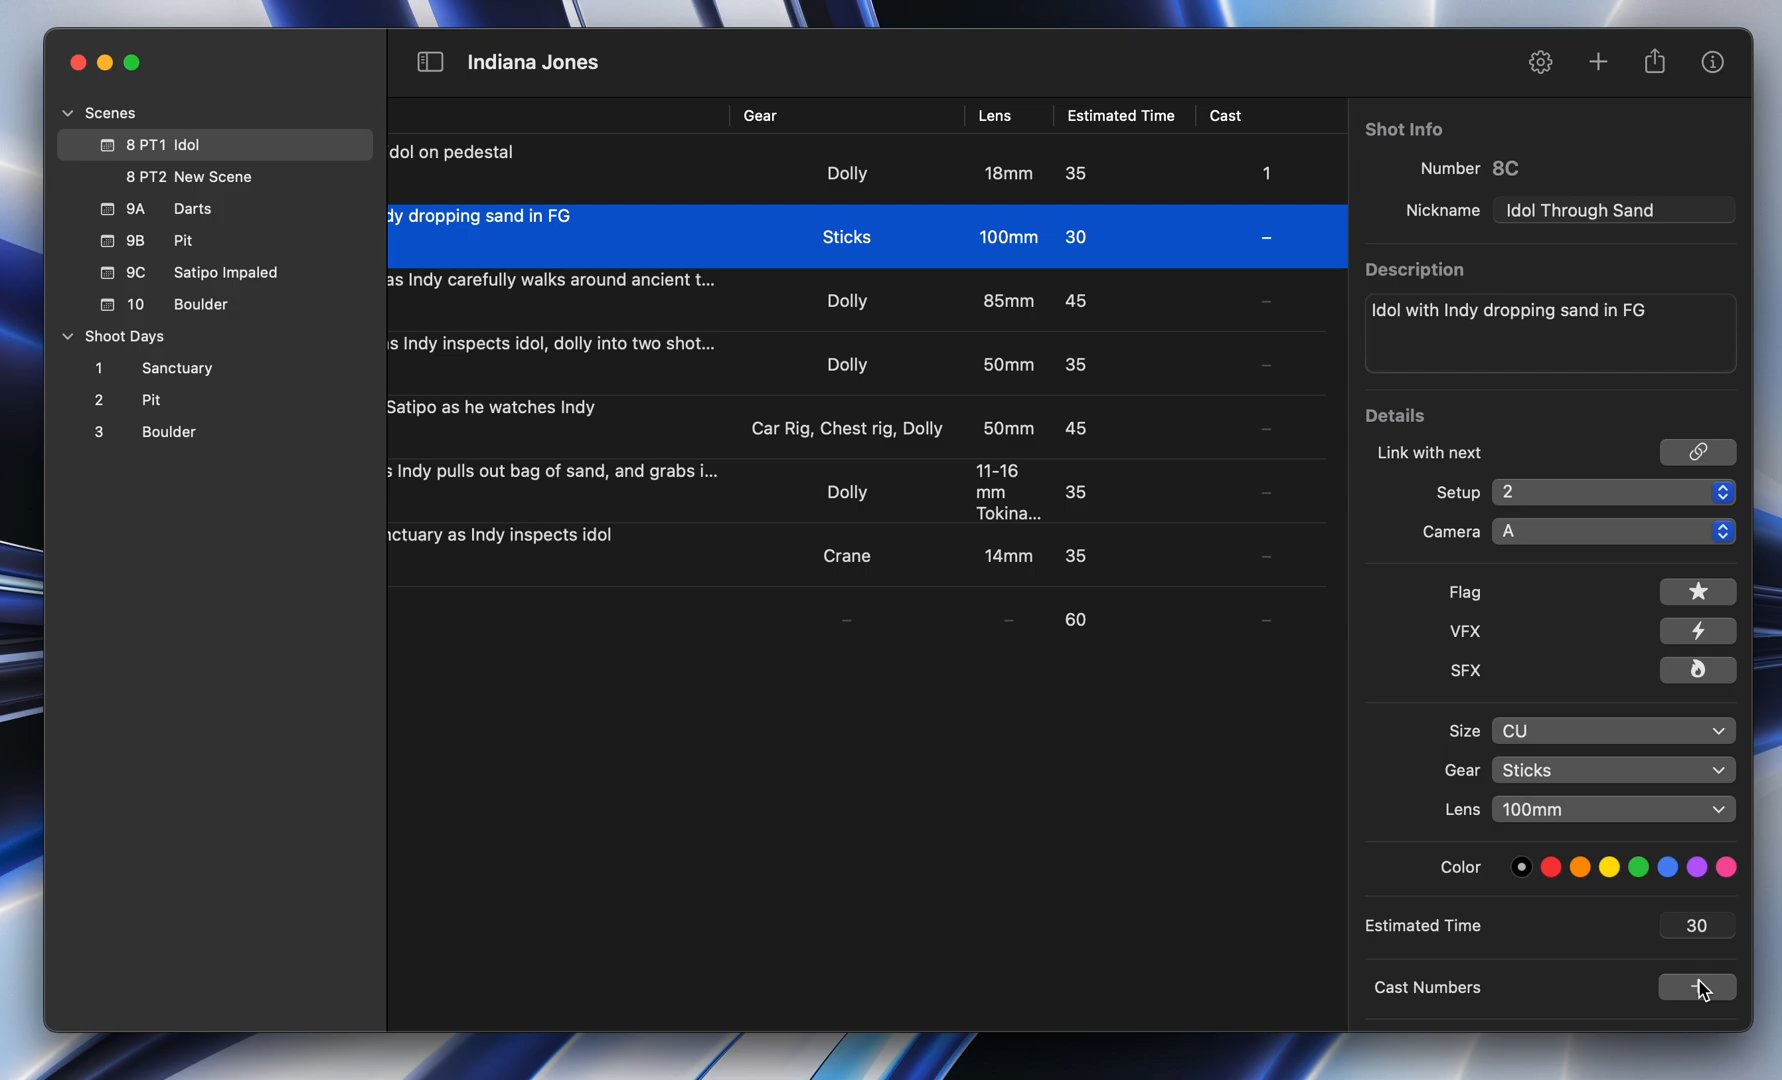 Indiana Jones
Scenes
8 PT1 Idol
8 PT2 New Scene
9A Darts
9B Pit
9C Satipo Impaled
10 Boulder
Shoot Days
1 Sanctuary
2 Pit
3 Boulder
Gear Lens Estimated Time Cast
dol on pedestal
Dolly 18mm 35 1
dy dropping sand in FG
Sticks 100mm 30 –
as Indy carefully walks around ancient t...
Dolly 85mm 45 –
s Indy inspects idol, dolly into two shot...
Dolly 50mm 35 –
Satipo as he watches Indy
Car Rig, Chest rig, Dolly 50mm 45 –
s Indy pulls out bag of sand, and grabs i...
Dolly 11-16 mm Tokina... 35 –
nctuary as Indy inspects idol
Crane 14mm 35 –
– – 60 –
Shot Info
Number 8C
Nickname Idol Through Sand
Description
Idol with Indy dropping sand in FG
Details
Link with next
Setup 2
Camera A
Flag
VFX
SFX
Size CU
Gear Sticks
Lens 100mm
Color
Estimated Time 30
Cast Numbers